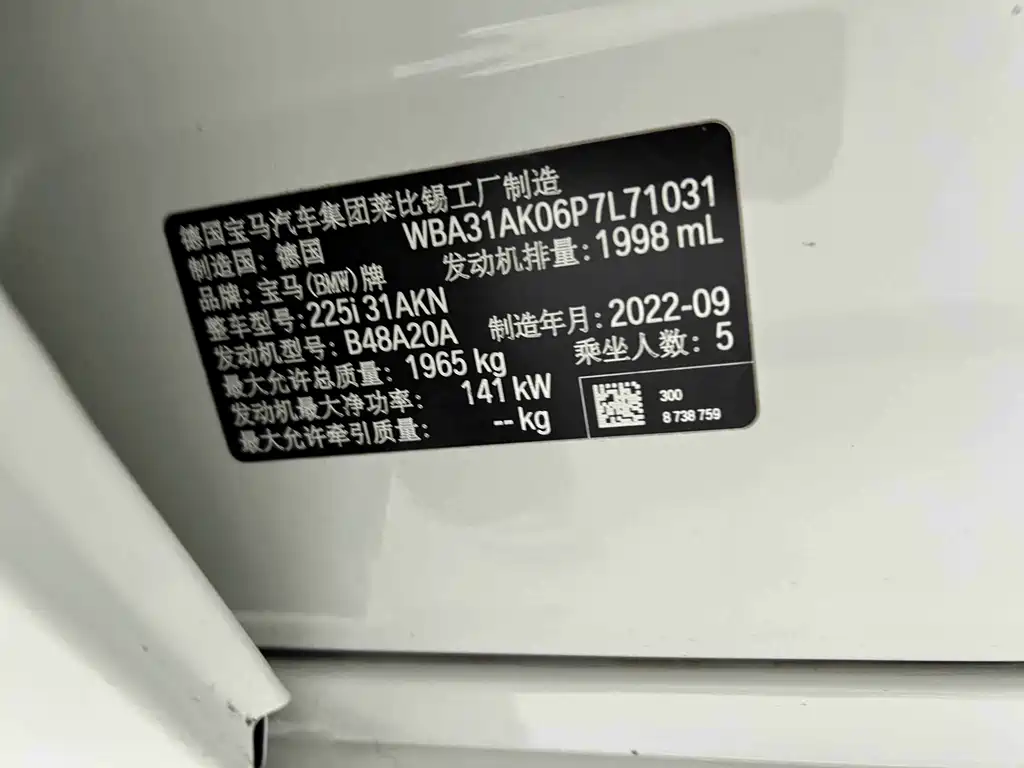 德国宝马汽车集团莱比锡工厂制造
制造国: 德国 WBA31AK06P7L71031
品牌: 宝马(BMW)牌 发动机排量: 1998 mL
整车型号: 225i 31AKN
发动机型号: B48A20A 制造年月: 2022-09
最大允许总质量: 1965 kg 乘坐人数: 5
发动机最大净功率: 141 kW
最大允许牵引质量: -- kg
300
8 738 759